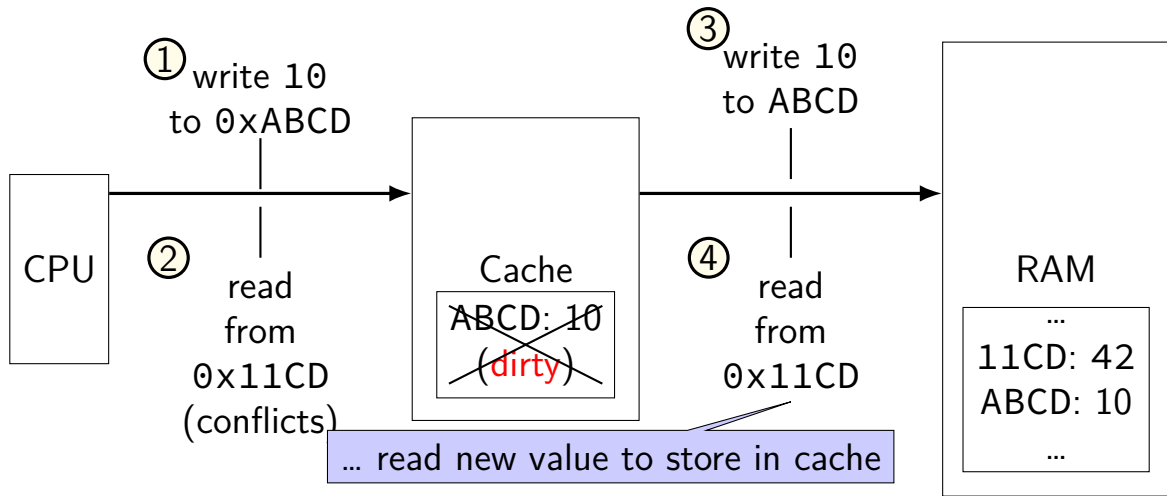 1
write 10
to 0xABCD
3
write 10
to ABCD
CPU
2
read
from
0x11CD
(conflicts)
Cache
ABCD: 10
(dirty)
4
read
from
0x11CD
... read new value to store in cache
RAM
...
11CD: 42
ABCD: 10
...